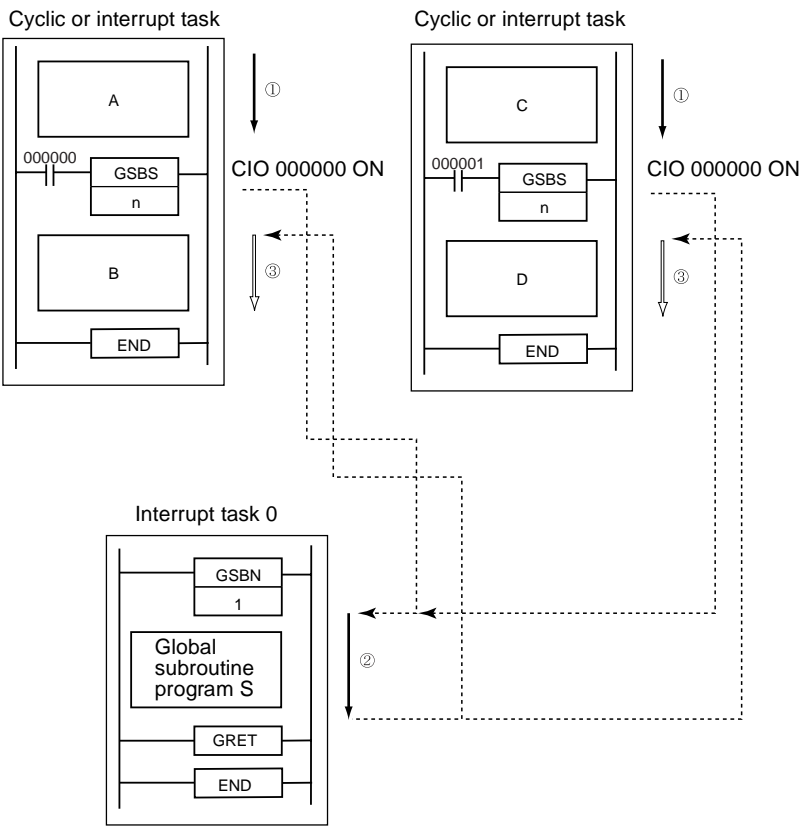 Cyclic or interrupt task
A
①
000000
GSBS
n
CIO 000000 ON
B
③
END
Cyclic or interrupt task
C
①
000001
GSBS
n
CIO 000000 ON
D
③
END
Interrupt task 0
GSBN
1
Global
subroutine
program S
②
GRET
END